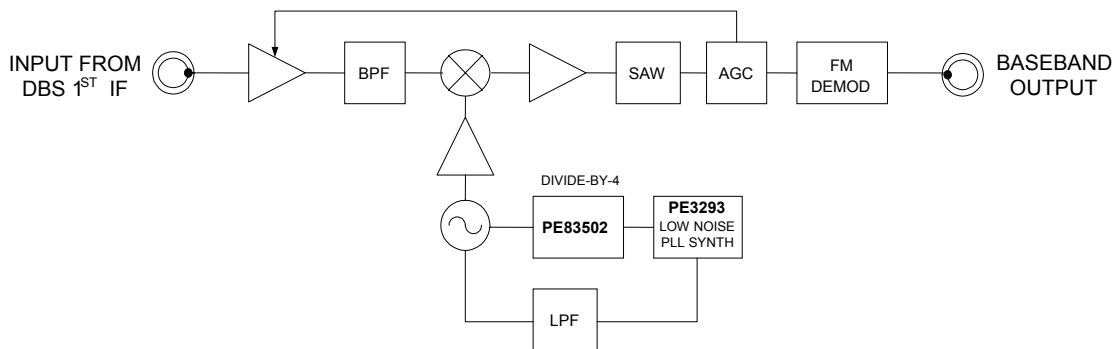 INPUT FROM
DBS 1ST IF
BPF
SAW
AGC
FM
DEMOD
BASEBAND
OUTPUT
DIVIDE-BY-4
PE83502
PE3293
LOW NOISE
PLL SYNTH
LPF